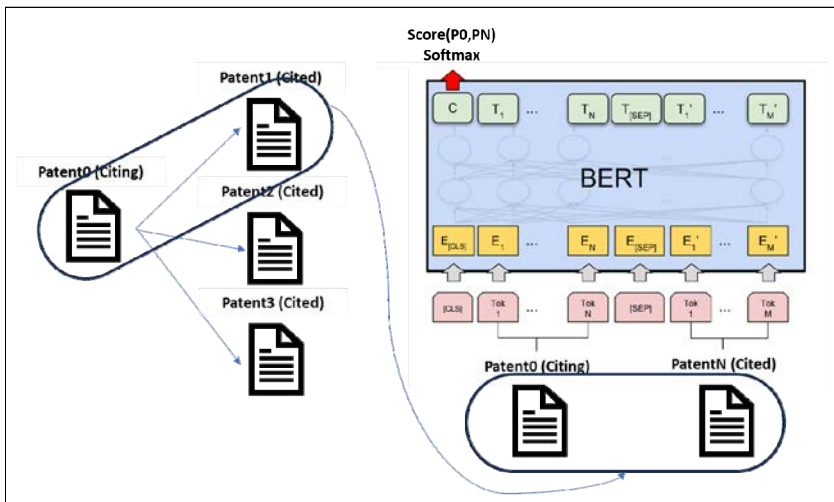 Score(P0,PN)
Softmax
Patent1 (Cited)
Patent0 (Citing)
Patent2 (Cited)
Patent3 (Cited)
C T1 ... TN T[SEP] T1' ... TM'
BERT
E[CLS] E1 ... EN E[SEP] E1' ... EM'
[CLS] Tok 1 ... Tok N [SEP] Tok 1 ... Tok M
Patent0 (Citing) PatentN (Cited)